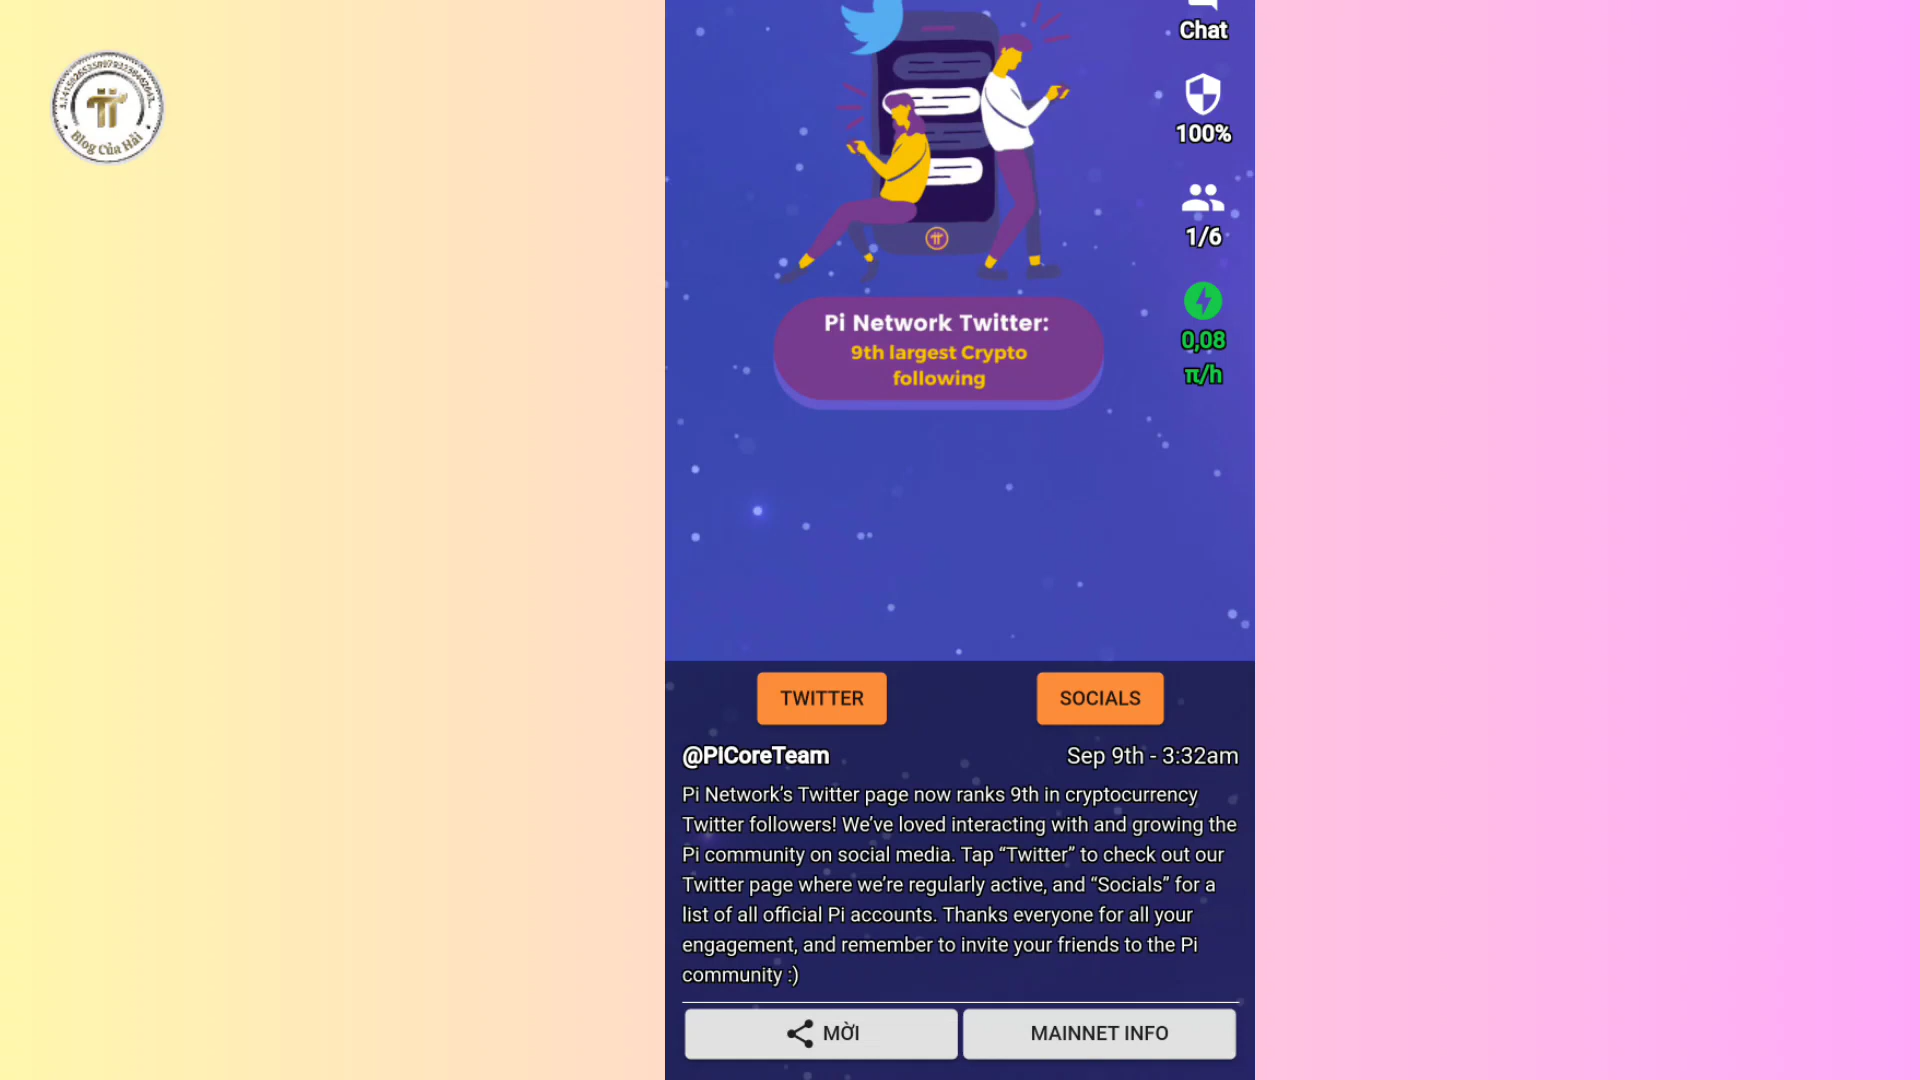 Blog Của Hải
Chat
100%
1/6
0,08
π/h
Pi Network Twitter:
9th largest Crypto
following
TWITTER
SOCIALS
@PiCoreTeam
Sep 9th - 3:32am
Pi Network’s Twitter page now ranks 9th in cryptocurrency
Twitter followers! We’ve loved interacting with and growing the
Pi community on social media. Tap “Twitter” to check out our
Twitter page where we’re regularly active, and “Socials” for a
list of all official Pi accounts. Thanks everyone for all your
engagement, and remember to invite your friends to the Pi
community :)
MỜI
MAINNET INFO